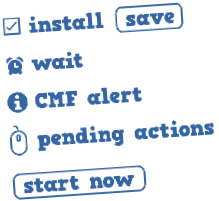 install save
wait
CMF alert
pending actions
start now